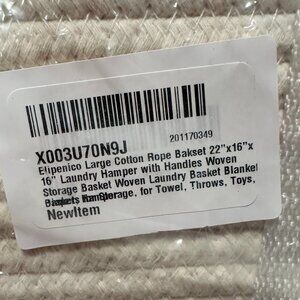 X003U70N9J
201170349
Elipenico Large Cotton Rope Bakset 22"x16"x
16" Laundry Hamper with Handles Woven
Storage Basket Woven Laundry Basket Blanket
Storage, for Towel, Throws, Toys,
NewItem